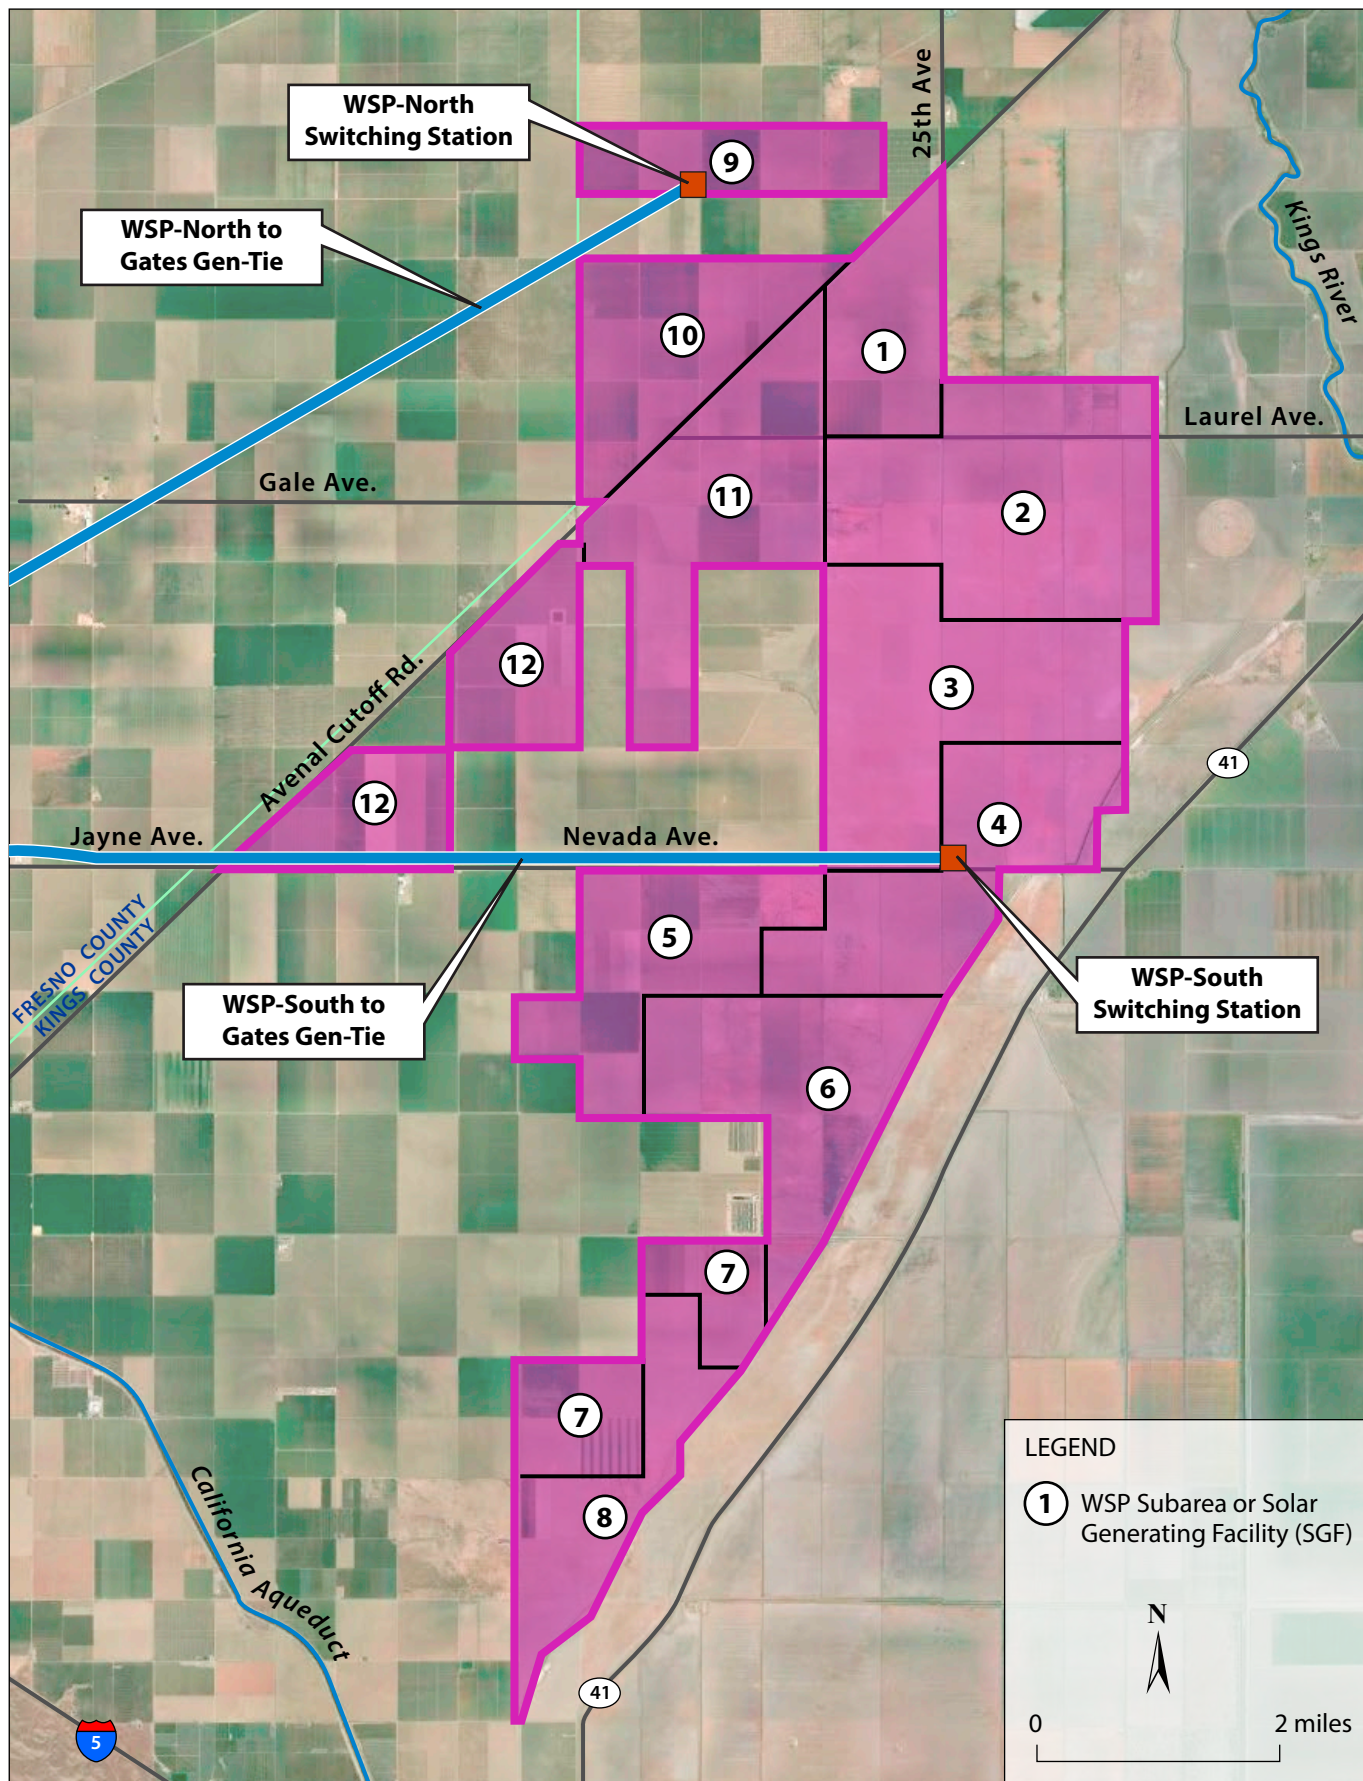 25th Ave
WSP-North
Switching Station
9
WSP-North to
Gates Gen-Tie
Kings River
10
1
Laurel Ave.
Gale Ave.
11
2
12
3
Avenal Cutoff Rd.
41
12
4
Jayne Ave.
Nevada Ave.
FRESNO COUNTY
KINGS COUNTY
5
WSP-South to
Gates Gen-Tie
WSP-South
Switching Station
6
7
7
8
California Aqueduct
41
5
LEGEND
1 WSP Subarea or Solar
Generating Facility (SGF)
N
0 2 miles